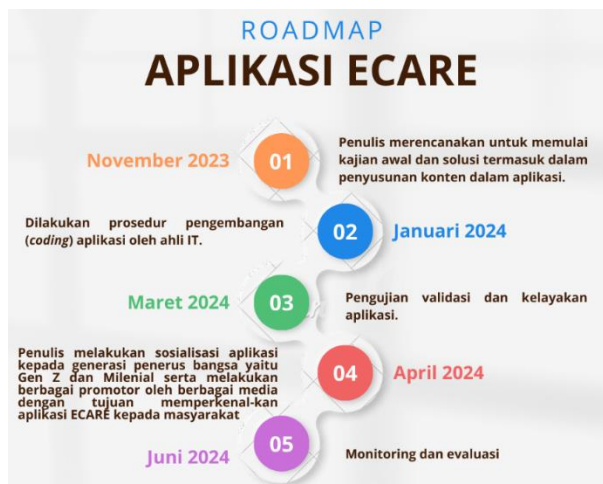 ROADMAP
APLIKASI ECARE
November 2023
01
Penulis merencanakan untuk memulai
kajian awal dan solusi termasuk dalam
penyusunan konten dalam aplikasi.
Dilakukan prosedur pengembangan
(coding) aplikasi oleh ahli IT.
02
Januari 2024
Maret 2024
03
Pengujian validasi dan kelayakan
aplikasi.
Penulis melakukan sosialisasi aplikasi
kepada generasi penerus bangsa yaitu
Gen Z dan Milenial serta melakukan
berbagai promotor oleh berbagai media
dengan tujuan memperkenal-kan
aplikasi ECARE kepada masyarakat
04
April 2024
Juni 2024
05
Monitoring dan evaluasi